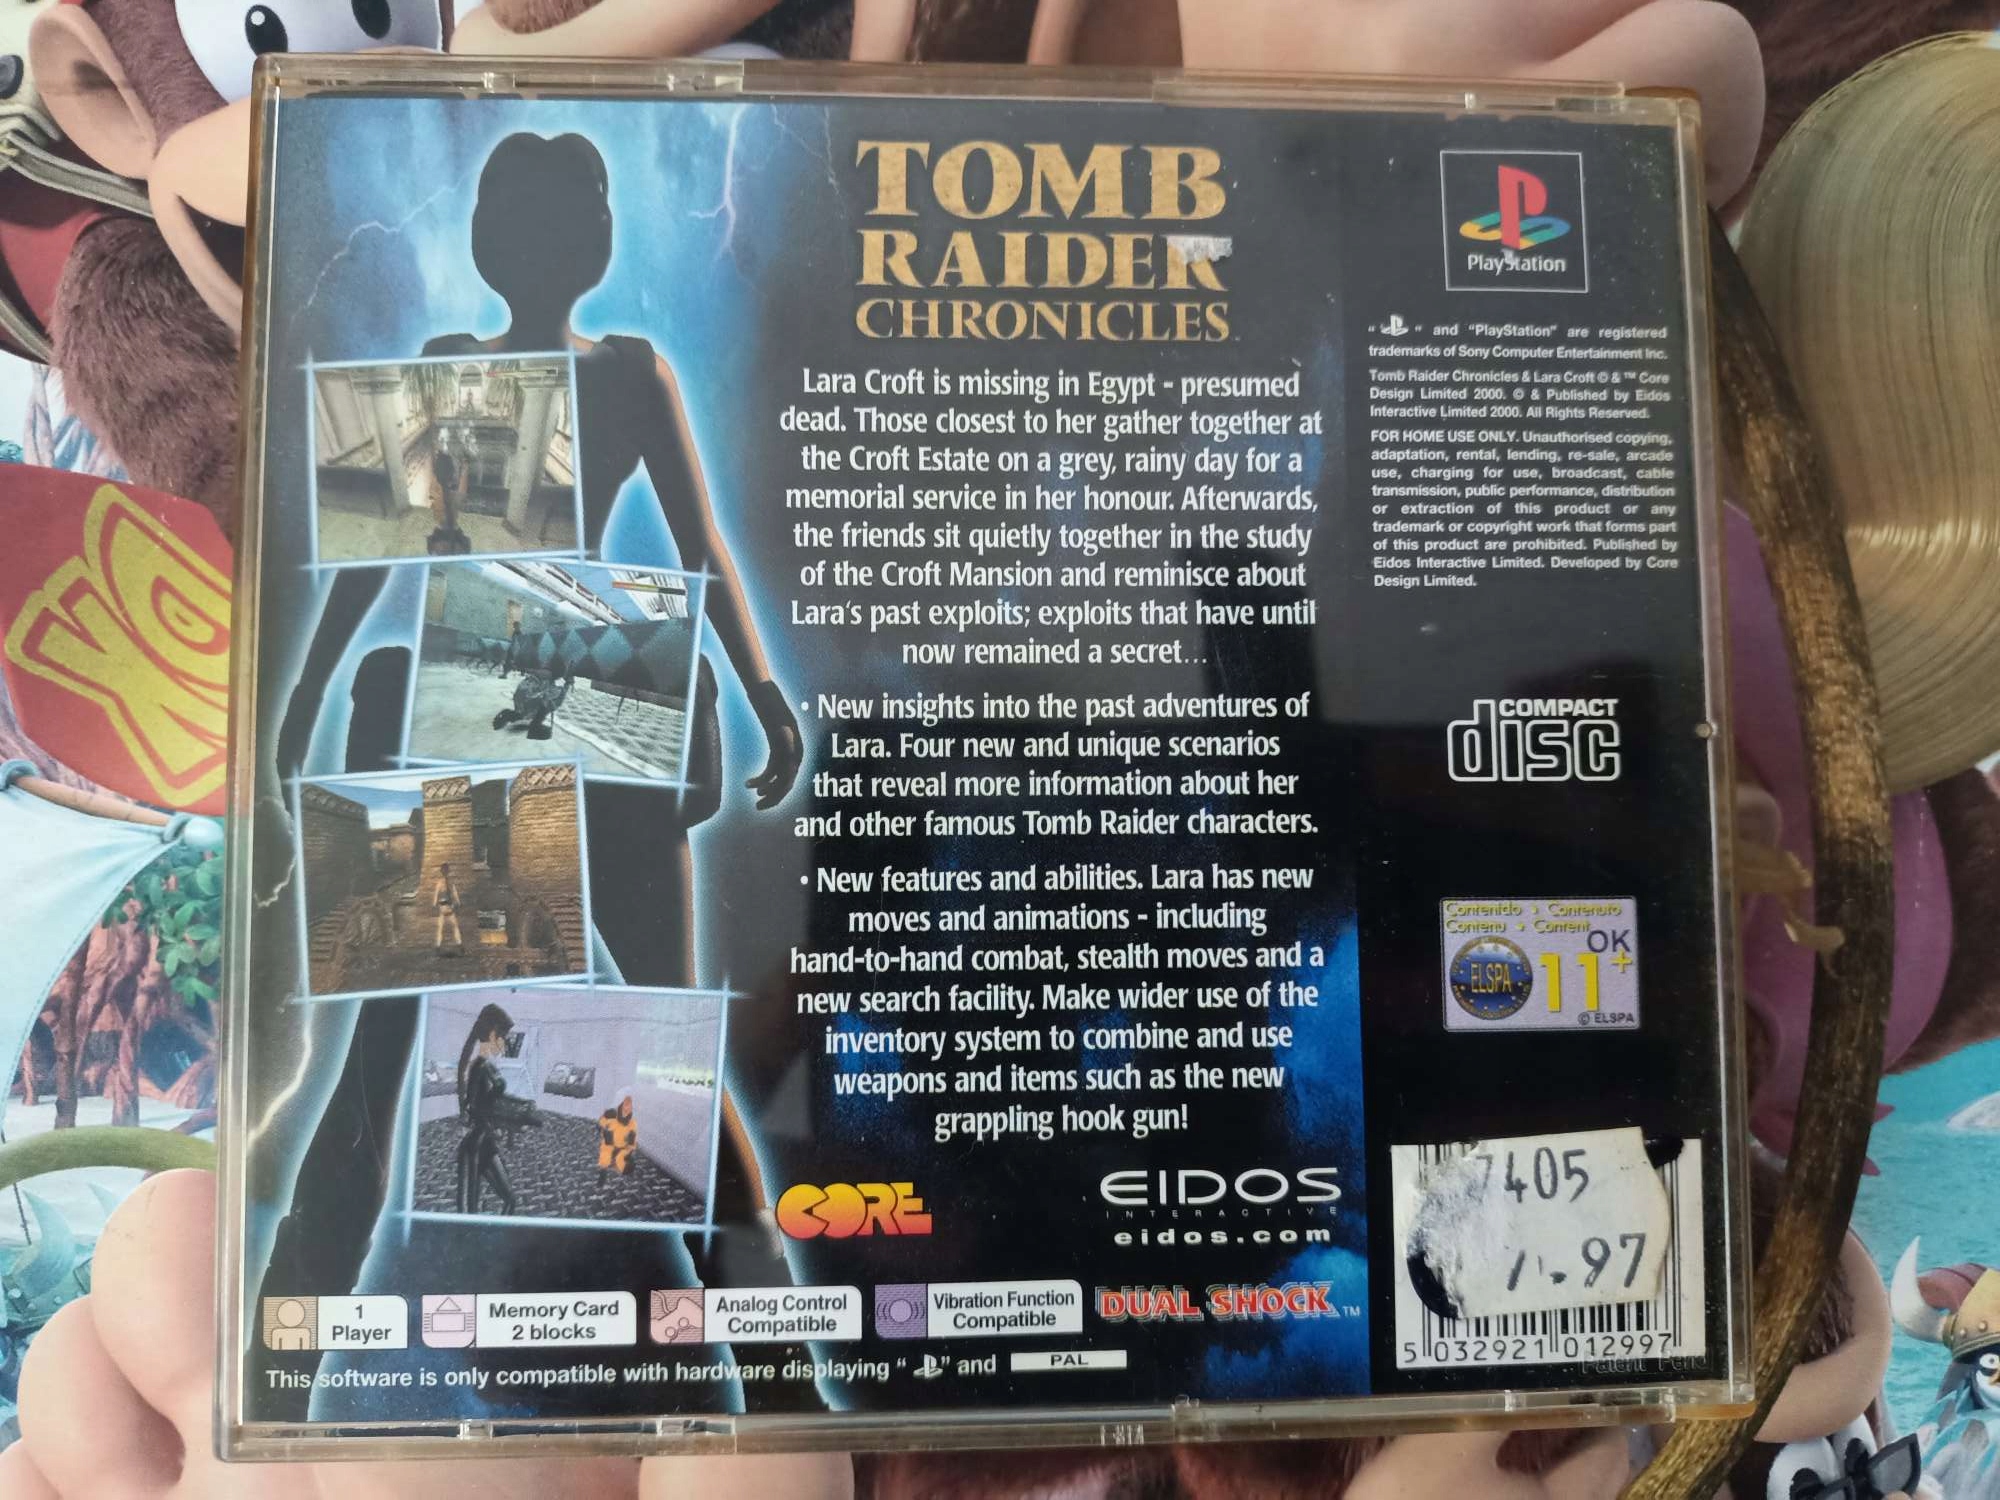 TOMB
RAIDER
CHRONICLES
Lara Croft is missing in Egypt - presumed
dead. Those closest to her gather together at
the Croft Estate on a grey, rainy day for a
memorial service in her honour. Afterwards,
the friends sit quietly together in the study
of the Croft Mansion and reminisce about
Lara's past exploits; exploits that have until
now remained a secret...
• New insights into the past adventures of
Lara. Four new and unique scenarios
that reveal more information about her
and other famous Tomb Raider characters.
• New features and abilities. Lara has new
moves and animations - including
hand-to-hand combat, stealth moves and a
new search facility. Make wider use of the
inventory system to combine and use
weapons and items such as the new
grappling hook gun!
CORE
EIDOS
INTERACTIVE
eidos.com
1
Player
Memory Card
2 blocks
Analog Control
Compatible
Vibration Function
Compatible
DUAL SHOCK™
This software is only compatible with hardware displaying " " and PAL
PlayStation
" " and "PlayStation" are registered
trademarks of Sony Computer Entertainment Inc.
Tomb Raider Chronicles & Lara Croft © & ™ Core
Design Limited 2000. © & Published by Eidos
Interactive Limited 2000. All Rights Reserved.
FOR HOME USE ONLY. Unauthorised copying,
adaptation, rental, lending, re-sale, arcade
use, charging for use, broadcast, cable
transmission, public performance, distribution
or extraction of this product or any
trademark or copyright work that forms part
of this product are prohibited. Published by
Eidos Interactive Limited. Developed by Core
Design Limited.
COMPACT
disc
Contenido Contenuto
Contenu Content
OK
ELSPA
11+
© ELSPA
7405
.97
5 032921 012997
DK